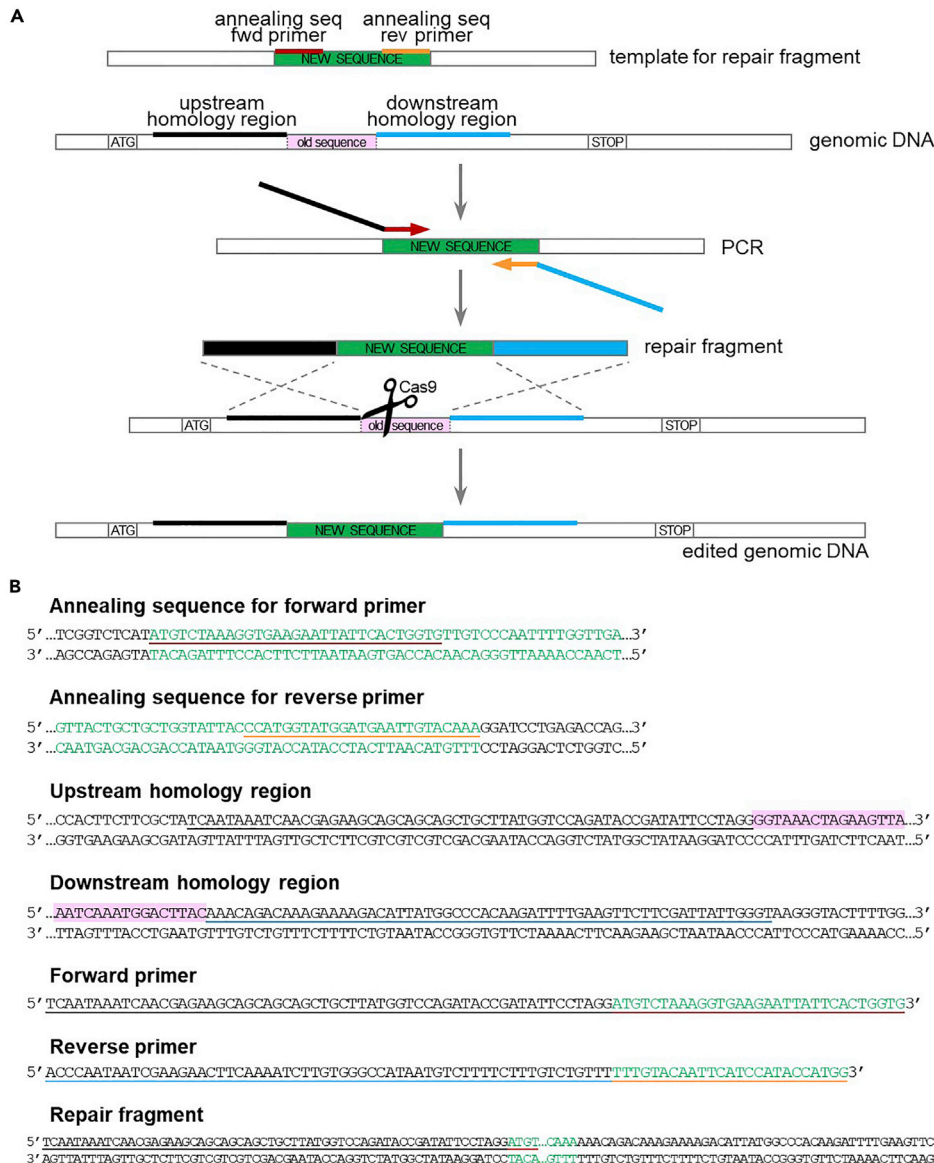 A
annealing seq
fwd primer
annealing seq
rev primer
NEW SEQUENCE
template for repair fragment
upstream
homology region
downstream
homology region
ATG
old sequence
STOP
genomic DNA
NEW SEQUENCE
PCR
NEW SEQUENCE
repair fragment
Cas9
ATG
old sequence
STOP
ATG
NEW SEQUENCE
STOP
edited genomic DNA
B
Annealing sequence for forward primer
5’…TCGGTCTCATATGTCTAAAGGTGAAGAATTATTCACTGGTGTTGTCCCAATTTTGGTTGA…3’
3’…AGCCAGAGTATACAGATTTCCACTTCTTAATAAGTGACCACAACAGGGTTAAAACCAACT…5’
Annealing sequence for reverse primer
5’…GTTACTGCTGCTGGTATTACCCATGGTATGGATGAATTGTACAAAGGATCCTGAGACCAG…3’
3’…CAATGACGACGACCATAATGGGTACCATACCTACTTAACATGTTTCCTAGGACTCTGGTC…5’
Upstream homology region
5’…CCACTTCTTCGCTATCAATAAATCAACGAGAAGCAGCAGCAGCTGCTTATGGTCCAGATACCGATATTCCTAGGGGTAAACTAGAAGTTA…3’
3’…GGTGAAGAAGCGATAGTTATTTAGTTGCTCTTCGTCGTCGTCGACGAATACCAGGTCTATGGCTATAAGGATCCCCATTTGATCTTCAAT…5’
Downstream homology region
5’…AATCAAATGGACTTACAAACAGACAAAGAAAAGACATTATGGCCCACAAGATTTTGAAGTTCTTCGATTATTGGGTAAGGGTACTTTTGG…3’
3’…TTAGTTTACCTGAATGTTTGTCTGTTTCTTTTCTGTAATACCGGGTGTTCTAAAACTTCAAGAAGCTAATAACCCATTCCCATGAAAACC…5’
Forward primer
5’TCAATAAATCAACGAGAAGCAGCAGCAGCTGCTTATGGTCCAGATACCGATATTCCTAGGATGTCTAAAGGTGAAGAATTATTCACTGGTG3’
Reverse primer
5’ACCCAATAATCGAAGAACTTCAAAATCTTGTGGGCCATAATGTCTTTTCTTTGTCTGTTTTTTGTACAATTCATCCATACCATGG3’
Repair fragment
5’TCAATAAATCAACGAGAAGCAGCAGCAGCTGCTTATGGTCCAGATACCGATATTCCTAGGATGT…CAAAAAACAGACAAAGAAAAGACATTATGGCCCACAAGATTTTGAAGTTC
3’AGTTATTTAGTTGCTCTTCGTCGTCGTCGACGAATACCAGGTCTATGGCTATAAGGATCCTACA…GTTTTTTGTCTGTTTCTTTTCTGTAATACCGGGTGTTCTAAAACTTCAAG